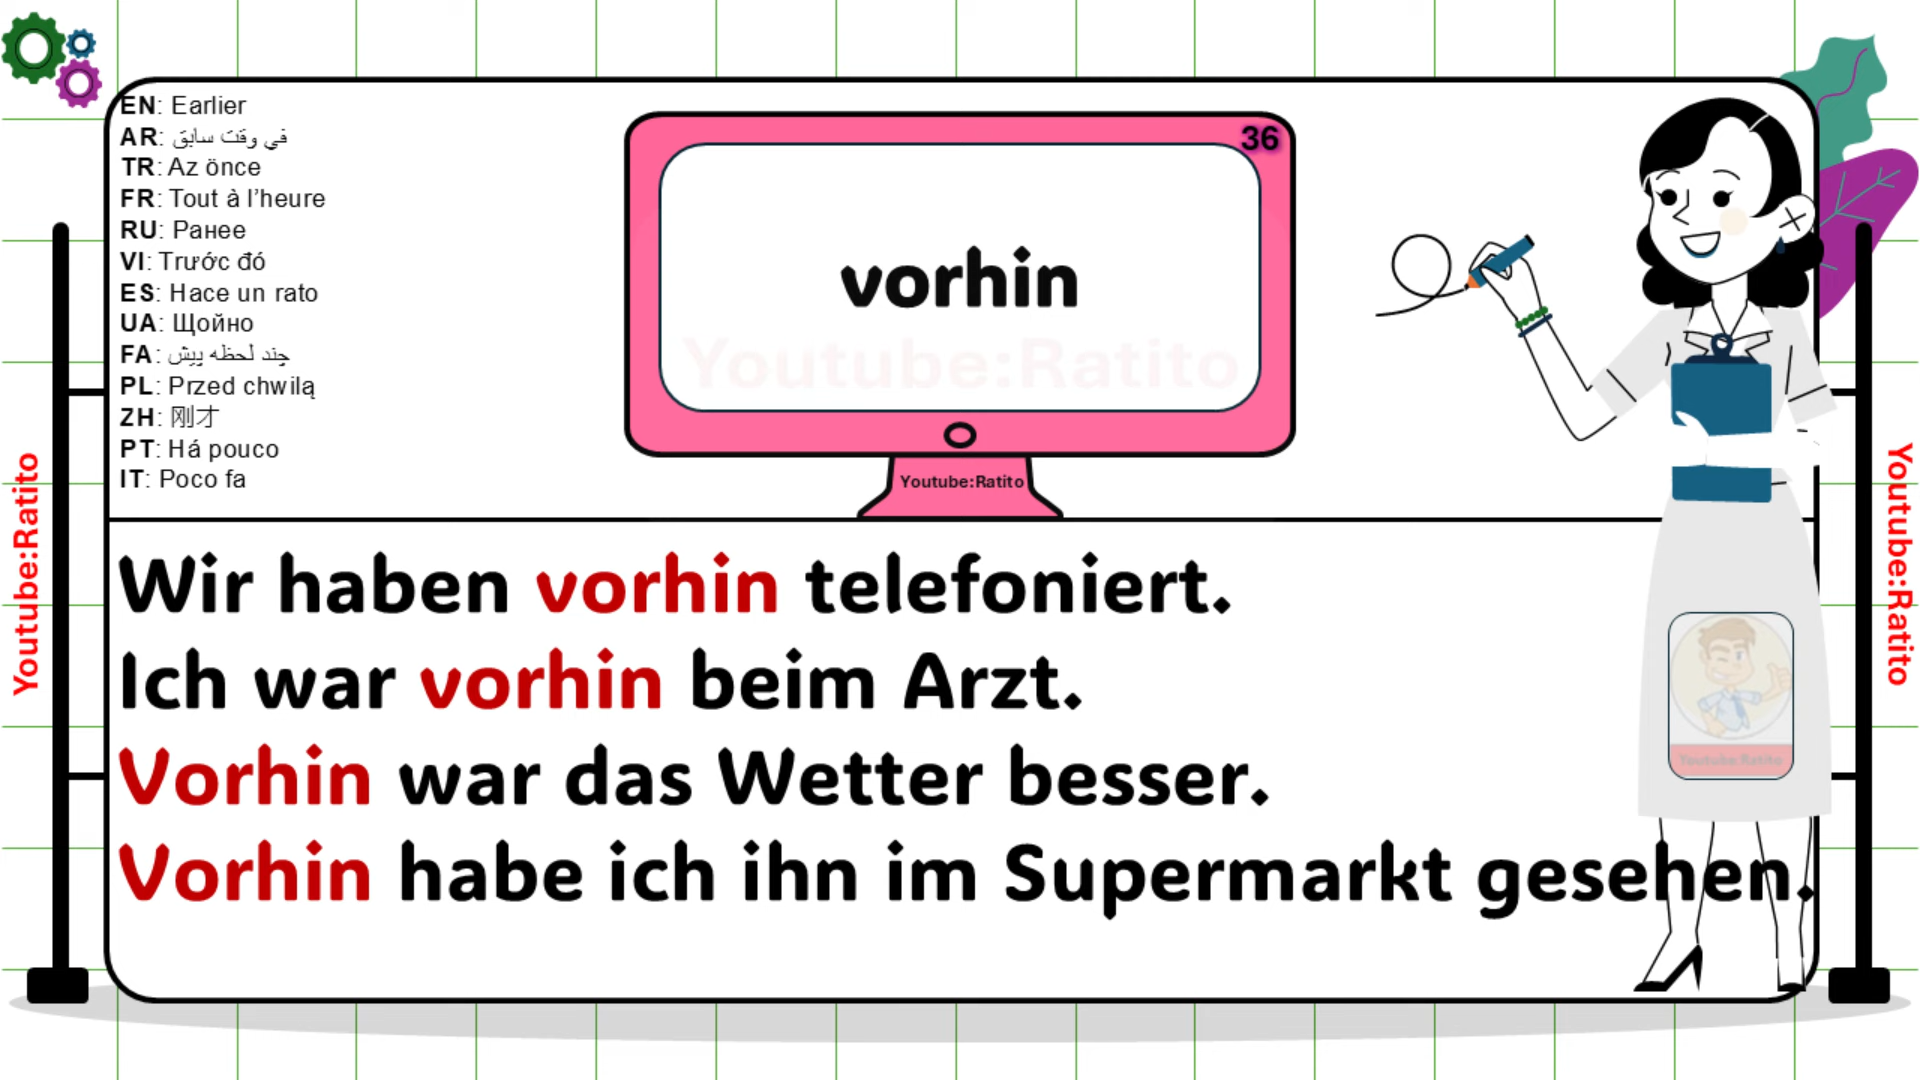 EN: Earlier
AR: في وقت سابق
TR: Az önce
FR: Tout à l’heure
RU: Ранее
VI: Trước đó
ES: Hace un rato
UA: Щойно
FA: چند لحظه پیش
PL: Przed chwilą
ZH: 刚才
PT: Há pouco
IT: Poco fa
36
vorhin
Youtube:Ratito
Youtube:Ratito
Wir haben vorhin telefoniert.
Ich war vorhin beim Arzt.
Vorhin war das Wetter besser.
Vorhin habe ich ihn im Supermarkt gesehen.
Youtube:Ratito
Youtube:Ratito
Youtube:Ratito